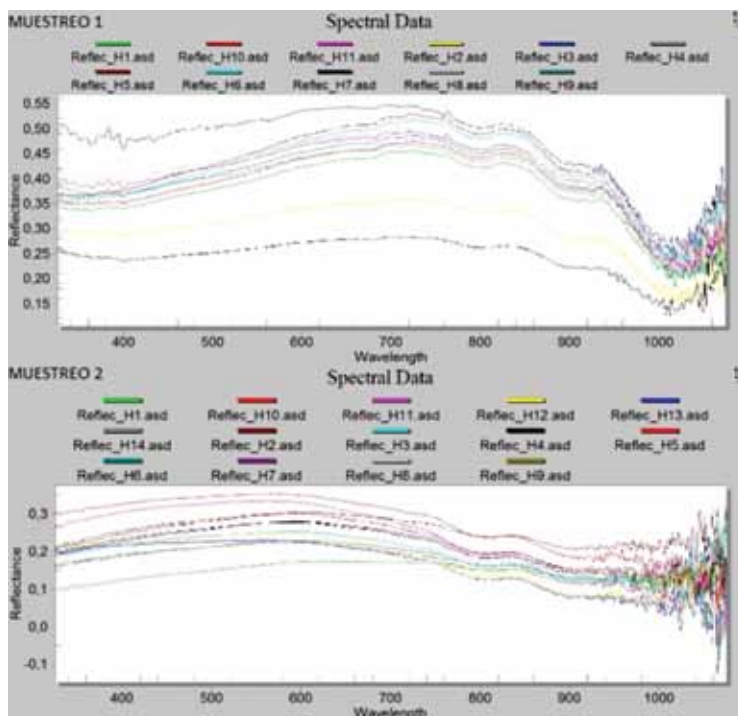 MUESTREO 1
Spectral Data
Reflec_H1.asd Reflec_H10.asd Reflec_H11.asd Reflec_H2.asd Reflec_H3.asd Reflec_H4.asd
Reflec_H5.asd Reflec_H6.asd Reflec_H7.asd Reflec_H8.asd Reflec_H9.asd
0.55
0.50
0.45
0.40
0.35
0.30
0.25
0.20
0.15
Reflectance
400 500 600 700 800 900 1000
Wavelength
MUESTREO 2
Spectral Data
Reflec_H1.asd Reflec_H10.asd Reflec_H11.asd Reflec_H12.asd Reflec_H13.asd
Reflec_H14.asd Reflec_H2.asd Reflec_H3.asd Reflec_H4.asd Reflec_H5.asd
Reflec_H6.asd Reflec_H7.asd Reflec_H8.asd Reflec_H9.asd
0.3
0.2
0.1
0.0
-0.1
Reflectance
400 500 600 700 800 900 1000
Wavelength